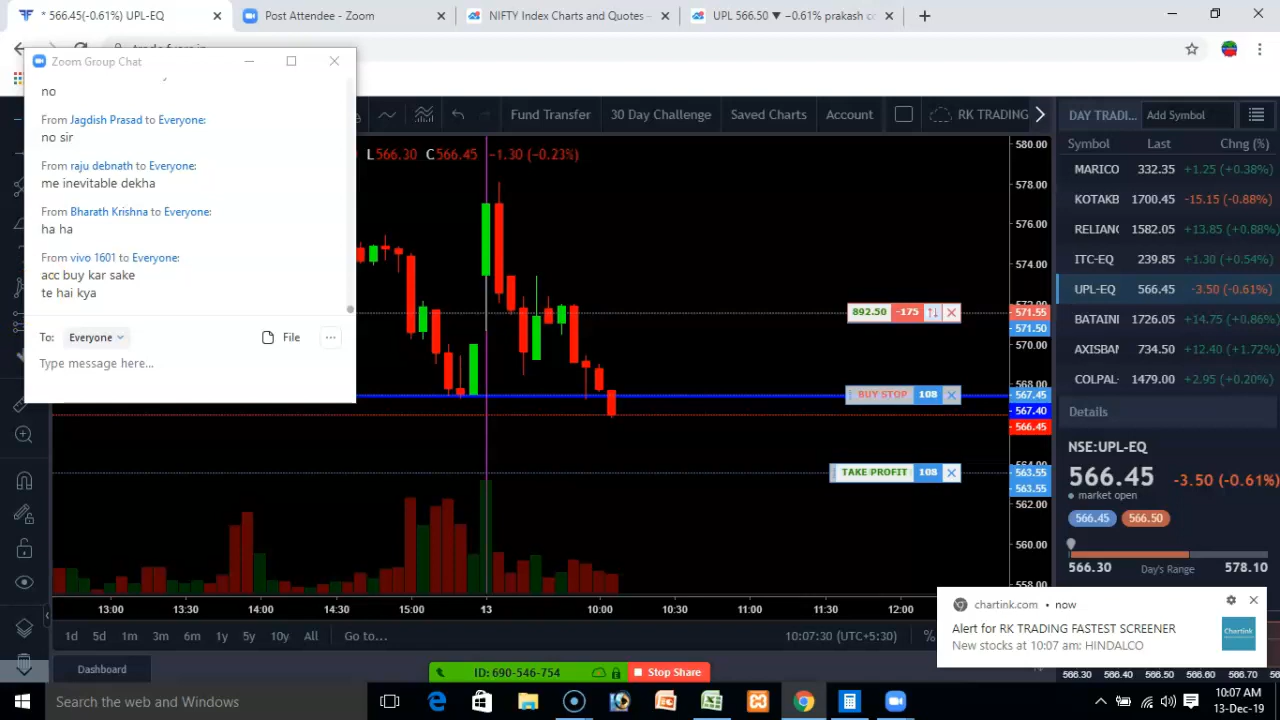 * 566.45(-0.61%) UPL-EQ
Post Attendee - Zoom
NIFTY Index Charts and Quotes –
UPL 566.50 ▼ −0.61% prakash c
Zoom Group Chat
no
From Jagdish Prasad to Everyone:
no sir
From raju debnath to Everyone:
me inevitable dekha
From Bharath Krishna to Everyone:
ha ha
From vivo 1601 to Everyone:
acc buy kar sake
te hai kya
To: Everyone
File
Type message here...
Fund Transfer
30 Day Challenge
Saved Charts
Account
RK TRADING
L566.30 C566.45 −1.30 (−0.23%)
580.00
578.00
576.00
574.00
571.55
571.50
570.00
568.00
567.45
567.40
566.45
563.55
563.55
562.00
560.00
558.00
892.50 -175
BUY STOP 108
TAKE PROFIT 108
13:00 13:30 14:00 14:30 15:00 13 10:00 10:30 11:00 11:30 12:00
1d 5d 1m 3m 6m 1y 5y 10y All Go to...
10:07:30 (UTC+5:30) %
Dashboard
ID: 690-546-754
Stop Share
DAY TRADI...
Add Symbol
Symbol Last Chng (%)
MARICO 332.35 +1.25 (+0.38%)
KOTAKB 1700.45 -15.15 (-0.88%)
RELIANC 1582.05 +13.85 (+0.88%
ITC-EQ 239.85 +1.30 (+0.54%)
UPL-EQ 566.45 -3.50 (-0.61%)
BATAINI 1726.05 +14.75 (+0.86%
AXISBAN 734.50 +12.40 (+1.72%
COLPAL- 1479.00 +2.95 (+0.20%)
Details
NSE:UPL-EQ
566.45 -3.50 (-0.61%)
market open
566.45 566.50
566.30 Day's Range 578.10
chartink.com • now
Alert for RK TRADING FASTEST SCREENER
New stocks at 10:07 am: HINDALCO
Chartink
566.30 566.40 566.50 566.60 566.70
Search the Web and Windows
10:07 AM
13-Dec-19